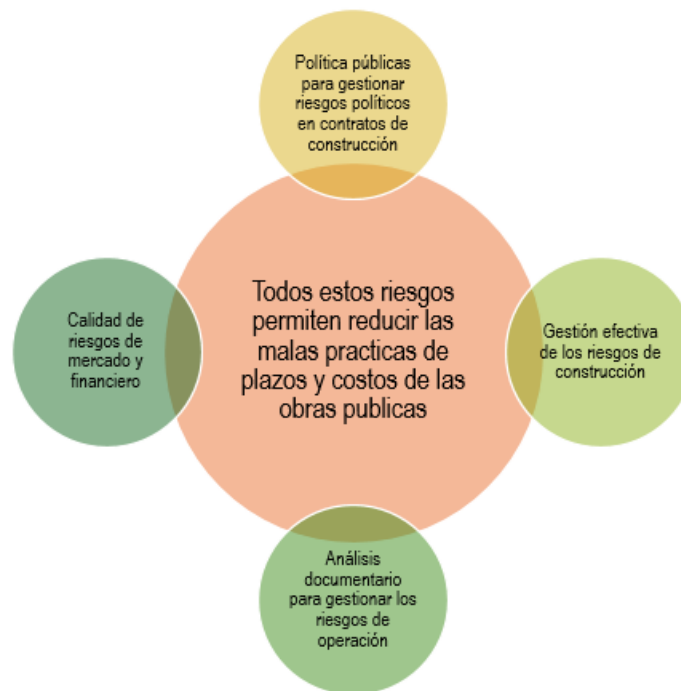 Política públicas
para gestionar
riesgos políticos
en contratos de
construcción
Todos estos riesgos
permiten reducir las
malas practicas de
plazos y costos de las
obras publicas
Calidad de
riesgos de
mercado y
financiero
Gestión efectiva
de los riesgos de
construcción
Análisis
documentario
para gestionar los
riesgos de
operación